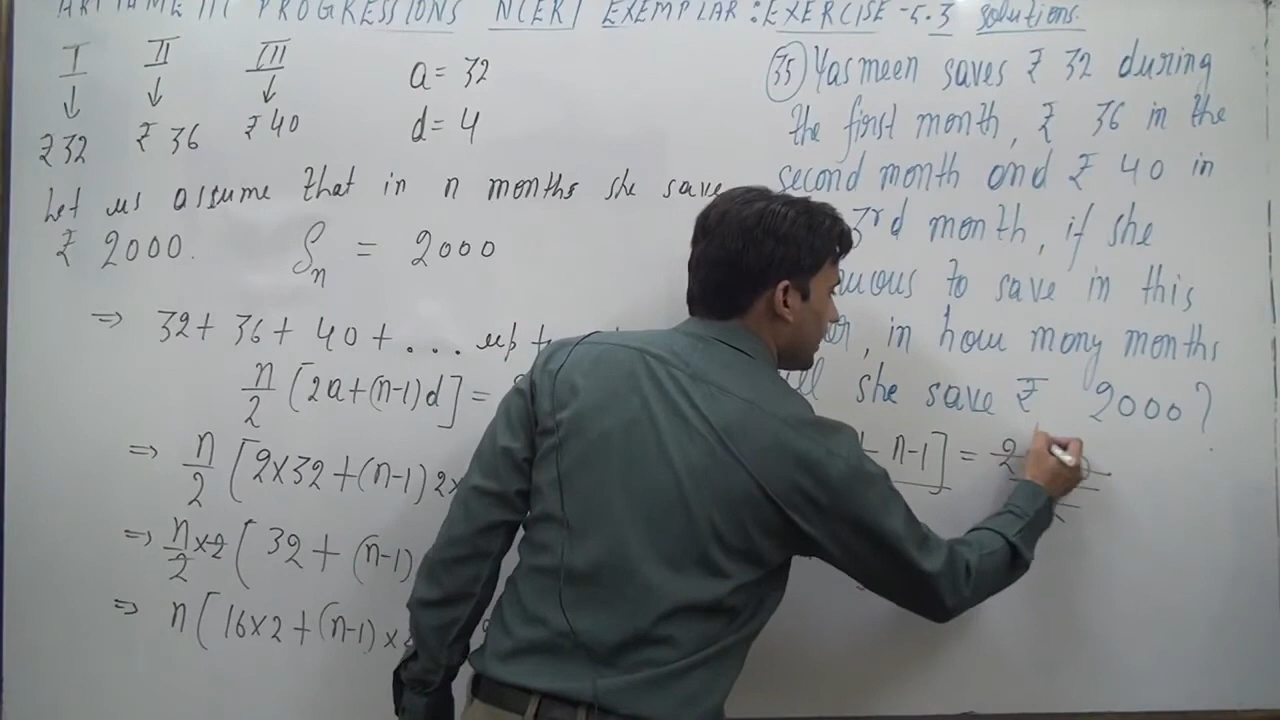 ARITHMETIC PROGRESSIONS NCERT EXEMPLAR : EXERCISE - 5.3 solutions.
I II III
↓ ↓ ↓
₹32 ₹ 36 ₹40
a = 32
d = 4
Let us assume that in n months she save
₹ 2000. Sn = 2000
⇒ 32 + 36 + 40 + ... up t
n/2 [2a+(n-1)d] =
⇒ n/2 [2×32+(n-1)2×
⇒ n/2 ×2 [32 + (n-1)
⇒ n [16×2+(n-1)×
35 Yasmeen saves ₹ 32 during
the first month, ₹ 36 in the
second month and ₹ 40 in
3rd month, if she
nuous to save in this
, in how mony months
she save ₹ 2000?
+ n-1] = 2